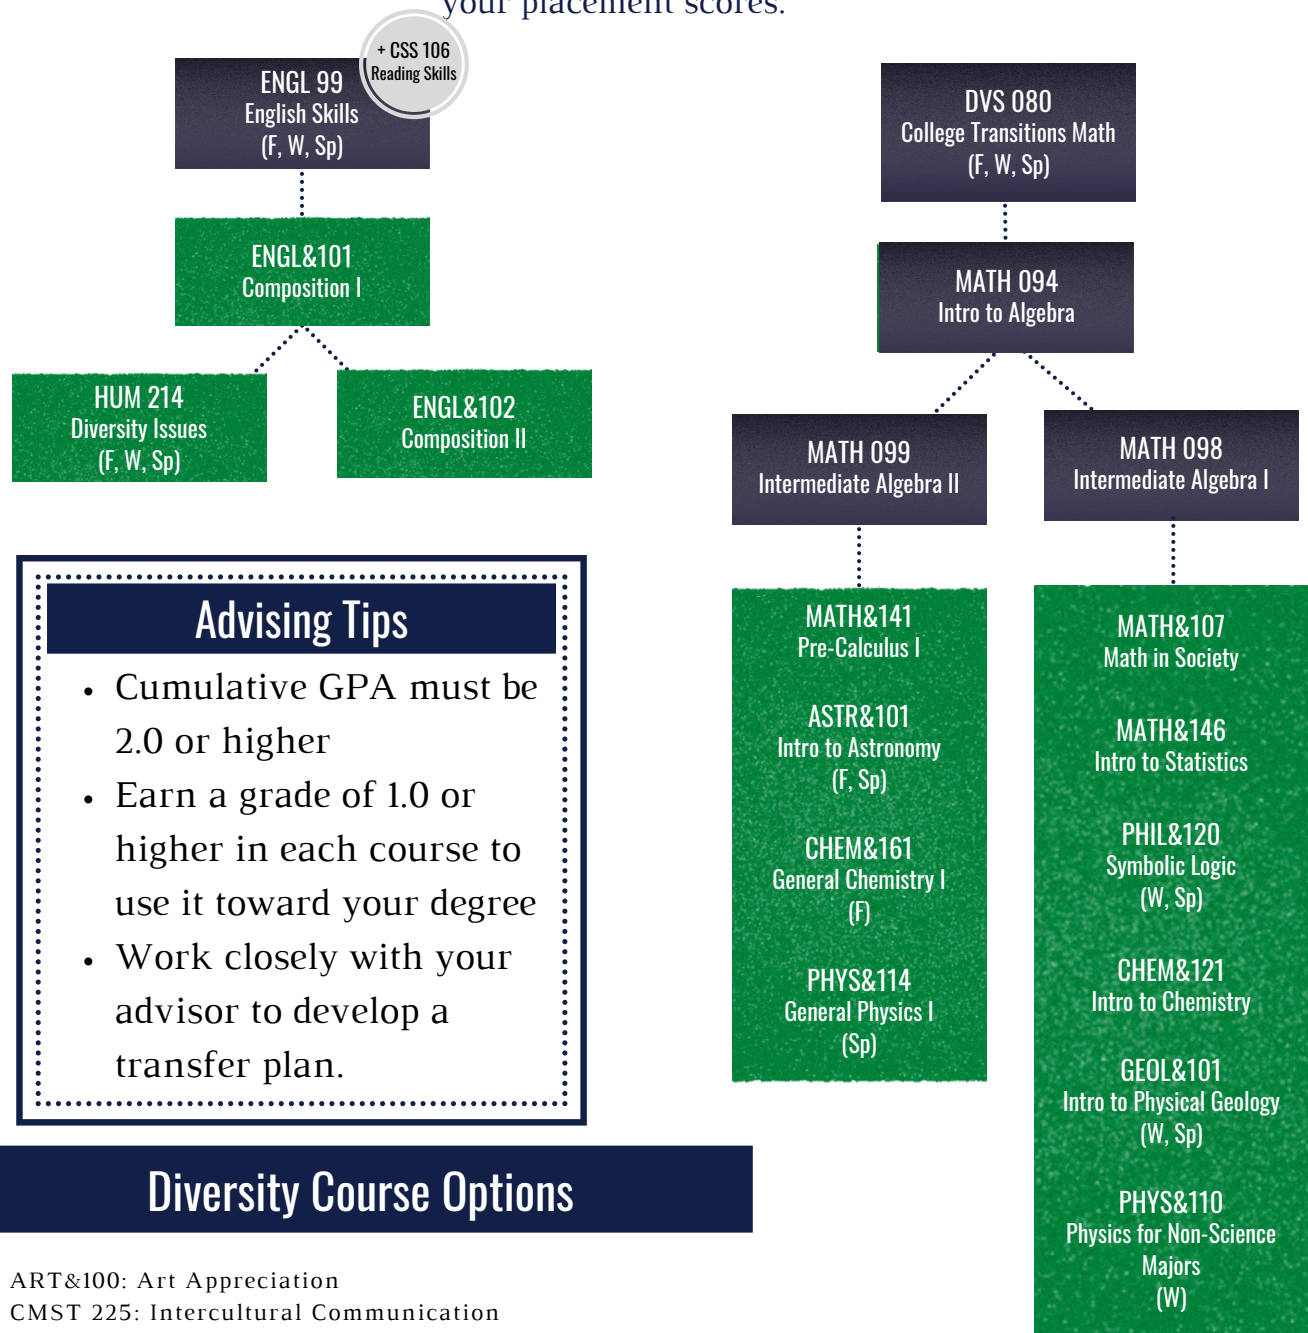 your placement scores.
+ CSS 106
Reading Skills
ENGL 99
English Skills
(F, W, Sp)
ENGL&101
Composition I
HUM 214
Diversity Issues
(F, W, Sp)
ENGL&102
Composition II
DVS 080
College Transitions Math
(F, W, Sp)
MATH 094
Intro to Algebra
MATH 099
Intermediate Algebra II
MATH 098
Intermediate Algebra I
MATH&141
Pre-Calculus I
ASTR&101
Intro to Astronomy
(F, Sp)
CHEM&161
General Chemistry I
(F)
PHYS&114
General Physics I
(Sp)
MATH&107
Math in Society
MATH&146
Intro to Statistics
PHIL&120
Symbolic Logic
(W, Sp)
CHEM&121
Intro to Chemistry
GEOL&101
Intro to Physical Geology
(W, Sp)
PHYS&110
Physics for Non-Science
Majors
(W)
Advising Tips
• Cumulative GPA must be
2.0 or higher
• Earn a grade of 1.0 or
higher in each course to
use it toward your degree
• Work closely with your
advisor to develop a
transfer plan.
Diversity Course Options
ART&100: Art Appreciation
CMST 225: Intercultural Communication